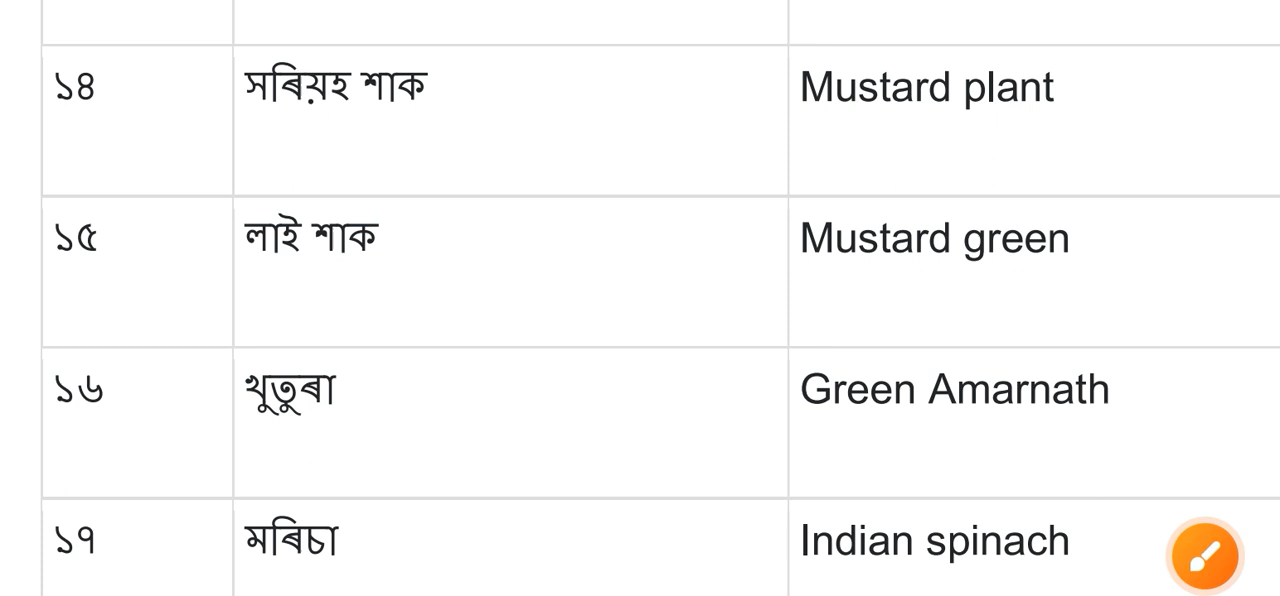 ১৪ সৰিয়হ শাক Mustard plant
১৫ লাই শাক Mustard green
১৬ খুতুৰা Green Amarnath
১৭ মৰিচা Indian spinach